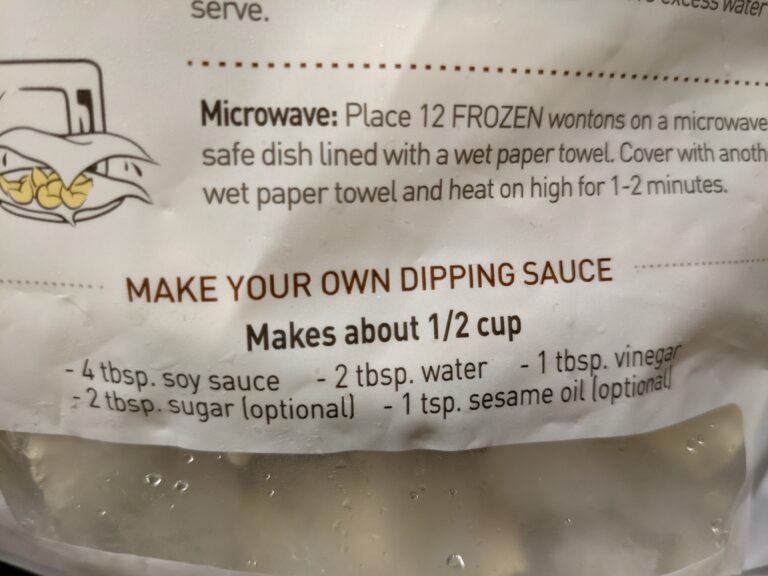 serve.
excess water
Microwave: Place 12 FROZEN wontons on a microwave
safe dish lined with a wet paper towel. Cover with anoth
wet paper towel and heat on high for 1-2 minutes.
MAKE YOUR OWN DIPPING SAUCE
Makes about 1/2 cup
- 4 tbsp. soy sauce - 2 tbsp. water - 1 tbsp. vinegar
- 2 tbsp. sugar (optional) - 1 tsp. sesame oil (optional)